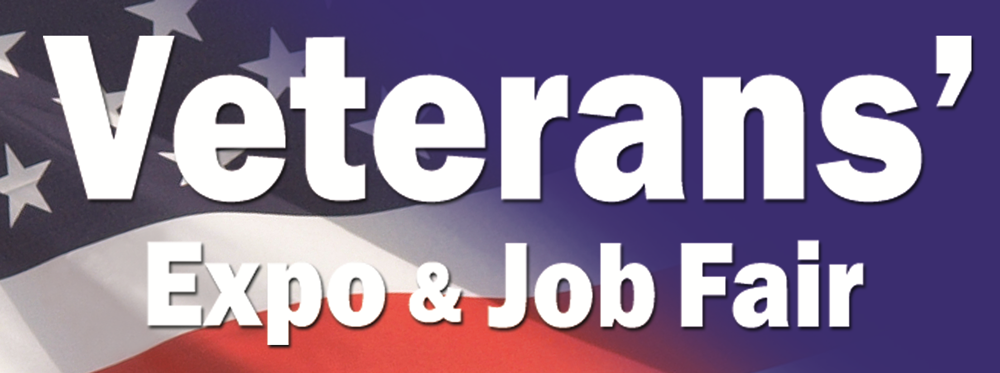 Veterans’
Expo & Job Fair